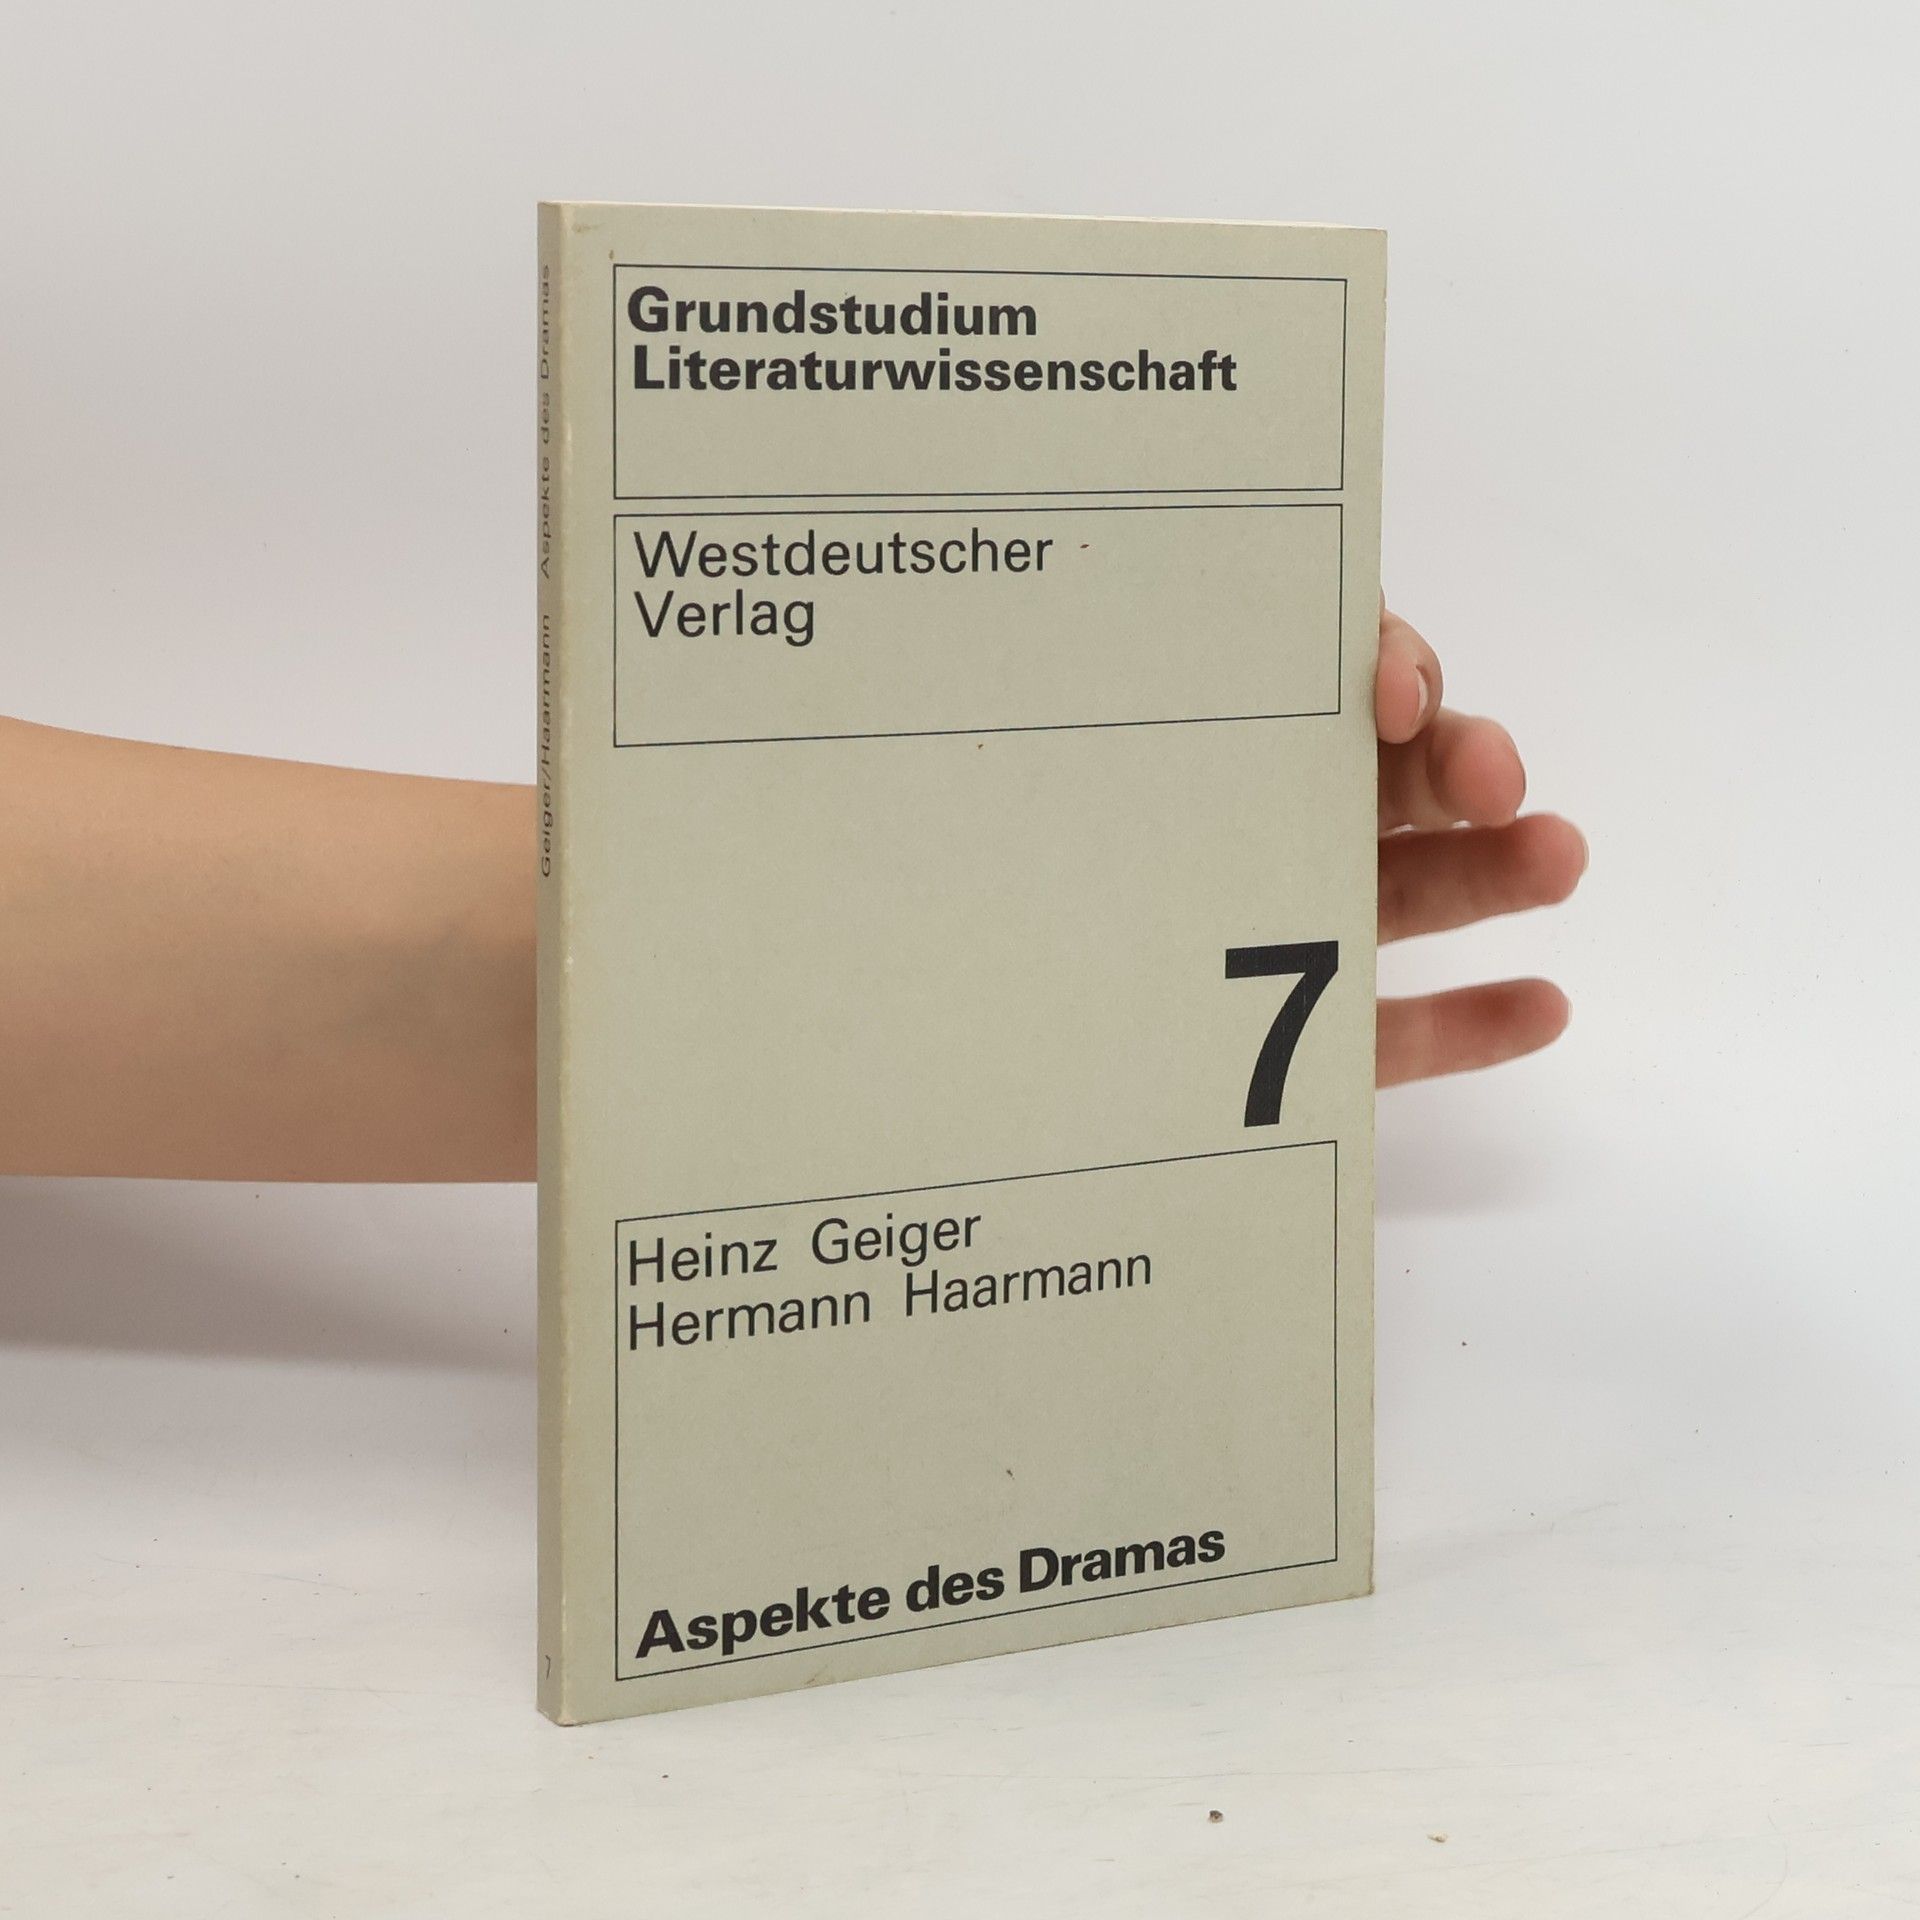 Grundstudium
Literaturwissenschaft
Westdeutscher
Verlag
7
Heinz Geiger
Hermann Haarmann
Aspekte des Dramas
Geiger/Haarmann Aspekte des Dramas
7